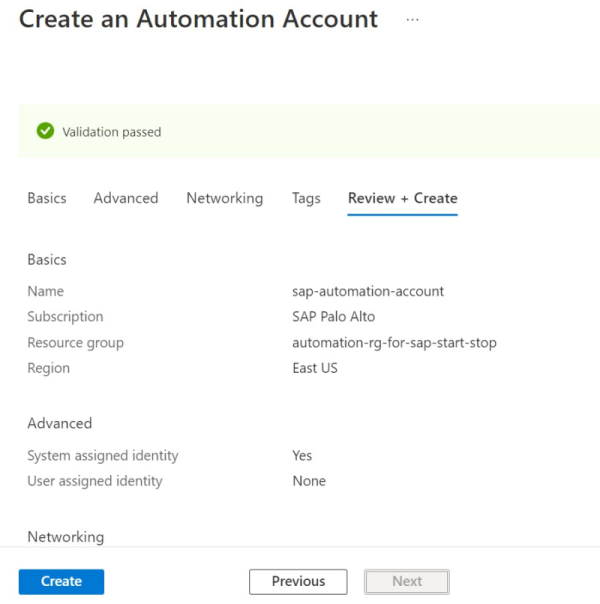 Create an Automation Account ...
Validation passed
Basics Advanced Networking Tags Review + Create
Basics
Name sap-automation-account
Subscription SAP Palo Alto
Resource group automation-rg-for-sap-start-stop
Region East US
Advanced
System assigned identity Yes
User assigned identity None
Networking
Create Previous Next